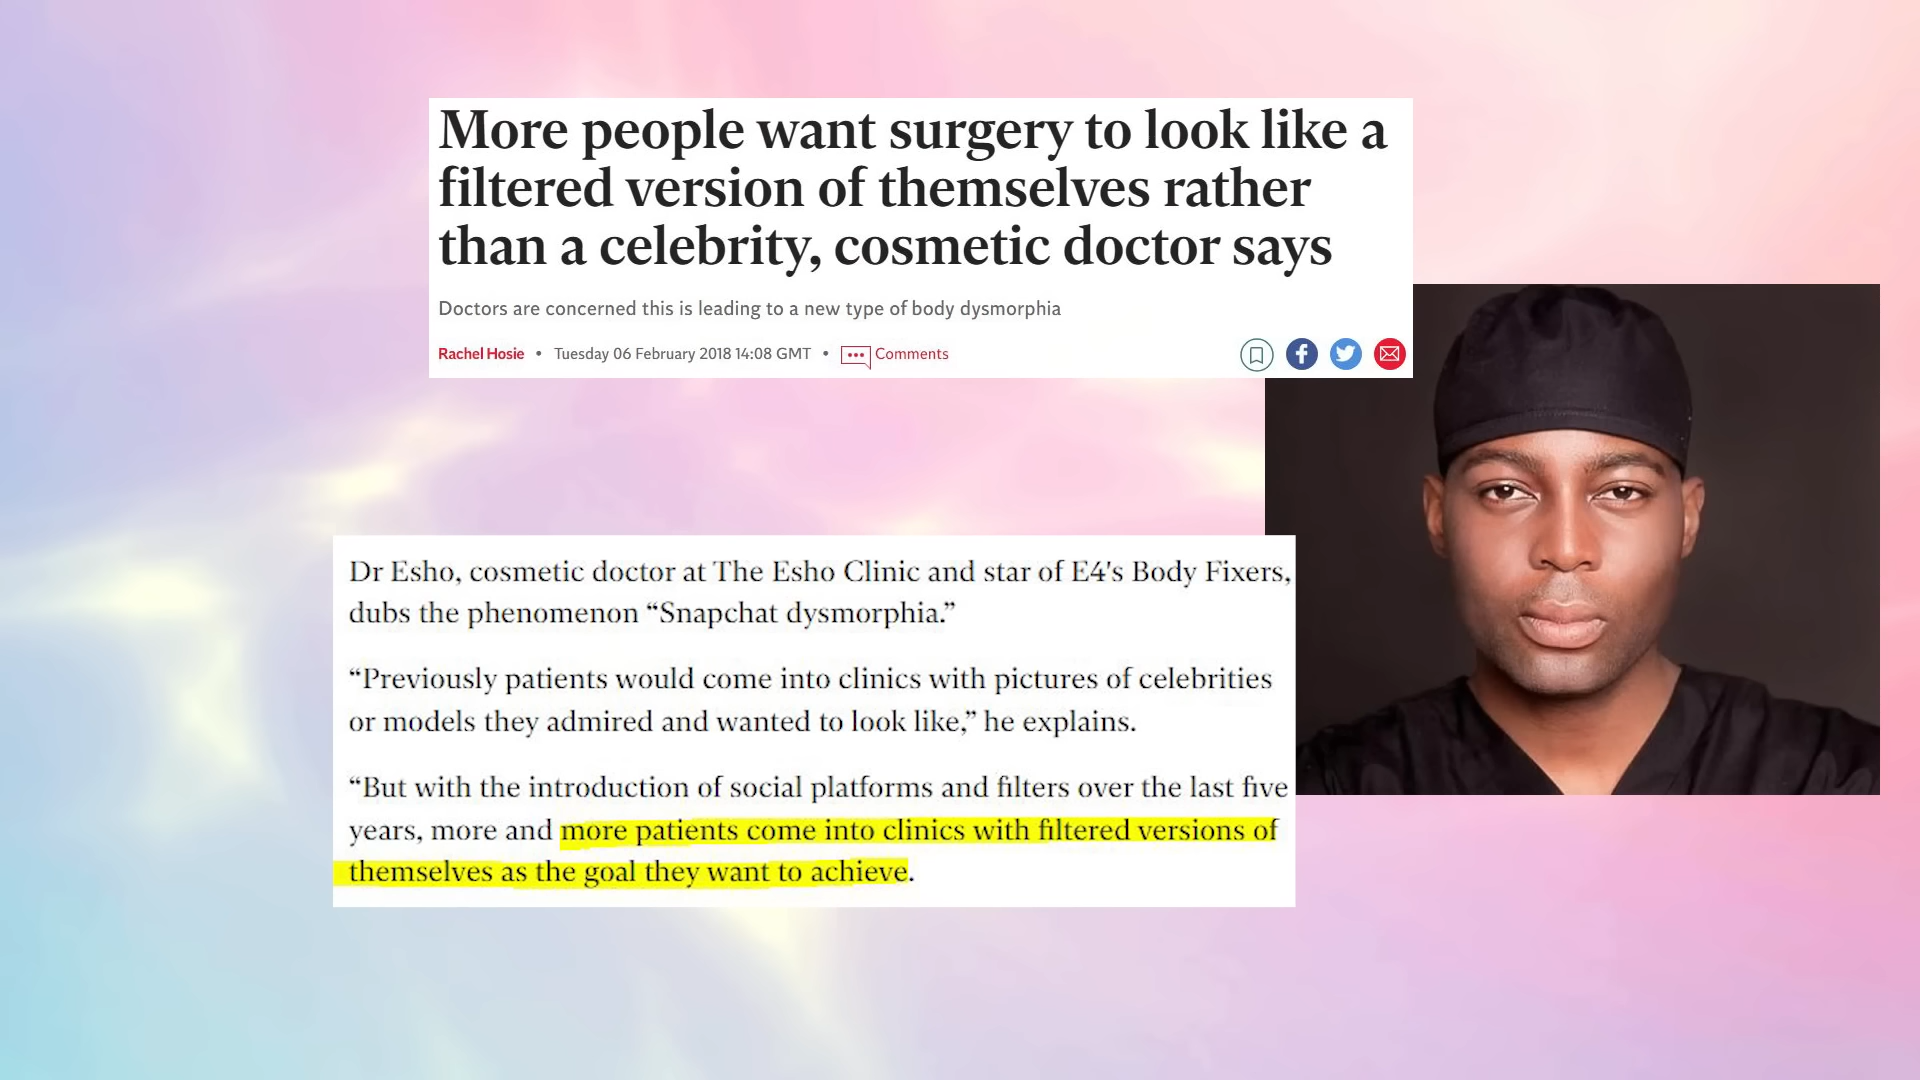 More people want surgery to look like a
filtered version of themselves rather
than a celebrity, cosmetic doctor says
Doctors are concerned this is leading to a new type of body dysmorphia
Rachel Hosie • Tuesday 06 February 2018 14:08 GMT • Comments
Dr Esho, cosmetic doctor at The Esho Clinic and star of E4's Body Fixers,
dubs the phenomenon “Snapchat dysmorphia.”
“Previously patients would come into clinics with pictures of celebrities
or models they admired and wanted to look like,” he explains.
“But with the introduction of social platforms and filters over the last five
years, more and more patients come into clinics with filtered versions of
themselves as the goal they want to achieve.